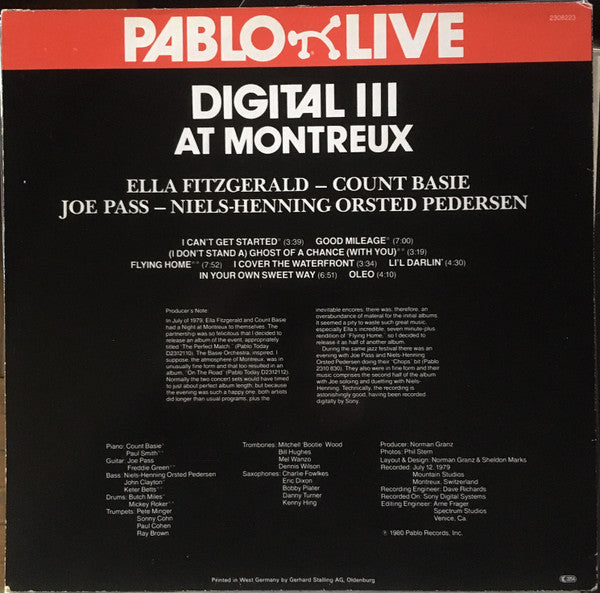 PABLO LIVE
2308223
DIGITAL III
AT MONTREUX
ELLA FITZGERALD – COUNT BASIE
JOE PASS – NIELS-HENNING ORSTED PEDERSEN
I CAN'T GET STARTED* (3:39) GOOD MILEAGE* (7:00)
(I DON'T STAND A) GHOST OF A CHANCE (WITH YOU)** (3:19)
FLYING HOME** (7:52) I COVER THE WATERFRONT (3:34) LI'L DARLIN' (4:30)
IN YOUR OWN SWEET WAY (6:51) OLEO (4:10)
Producer's Note:
In July of 1979, Ella Fitzgerald and Count Basie
had a Night at Montreux to themselves. The
partnership was so felicitous that I decided to
release an album of the event, appropriately
titled "The Perfect Match." (Pablo Today
D2312110). The Basie Orchestra, inspired, I
suppose, the atmosphere of Montreux, was in
unusually fine form and that too resulted in an
album, "On The Road" (Pablo Today D2312112).
Normally the two concert sets would have timed
to just about perfect album length, but because
the evening was such a happy one, both artists
did longer than usual programs, plus the
inevitable encores; there was, therefore, an
overabundance of material for the initial albums.
It seemed a pity to waste such great music,
especially Ella's incredible, seven minute-plus
rendition of "Flying Home," so I decided to
release it as half of another album.
During the same jazz festival there was an
evening with Joe Pass and Niels-Henning
Orsted Pedersen doing their "Chops" bit (Pablo
2310 830). They also were in fine form and their
music comprises the second half of the album
with Joe soloing and duetting with Niels-
Henning. Technically, the recording is
astonishingly good, having been recorded
digitally by Sony.
Piano: Count Basie*
Paul Smith**
Guitar: Joe Pass
Freddie Green**
Bass: Niels-Henning Orsted Pedersen
John Clayton*
Keter Betts**
Drums: Butch Miles*
Mickey Roker**
Trumpets: Pete Minger
Sonny Cohn
Paul Cohen
Ray Brown
Trombones: Mitchell 'Bootie' Wood
Bill Hughes
Mel Wanzo
Dennis Wilson
Saxophones: Charlie Fowlkes
Eric Dixon
Bobby Plater
Danny Turner
Kenny Hing
Producer: Norman Granz
Photos: Phil Stern
Layout & Design: Norman Granz & Sheldon Marks
Recorded: July 12, 1979
Mountain Studios
Montreux, Switzerland
Recording Engineer: Dave Richards
Recorded On: Sony Digital Systems
Editing Engineer: Arne Frager
Spectrum Studios
Venice, Ca.
℗ 1980 Pablo Records, Inc.
Printed in West Germany by Gerhard Stalling AG, Oldenburg